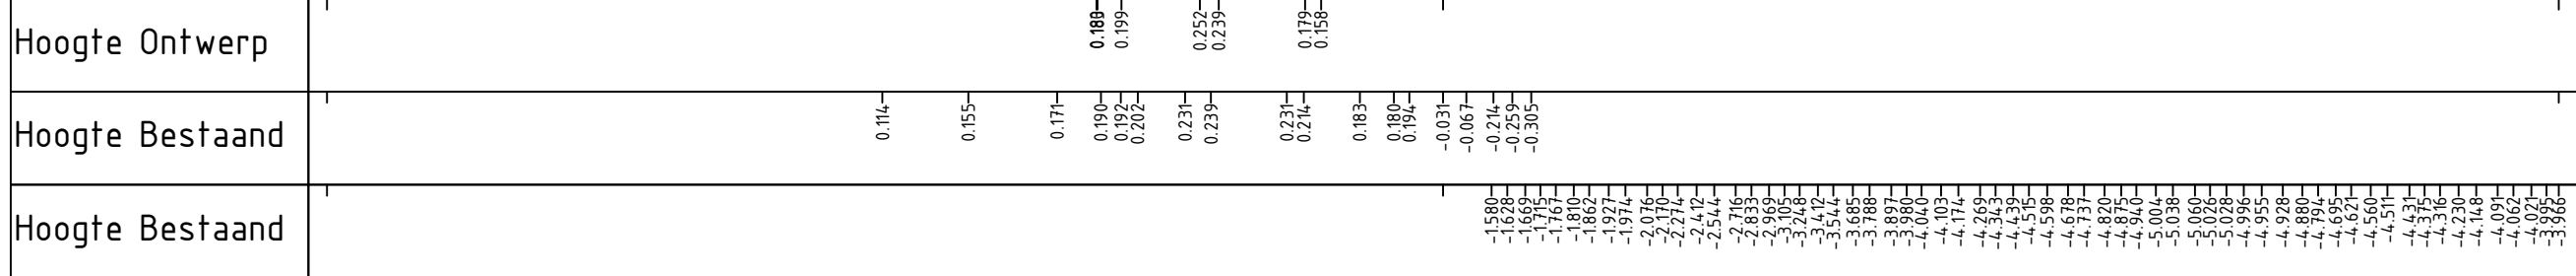 Hoogte Ontwerp 0.199 0.252 0.239 0.179 0.158
Hoogte Bestaand 0.114 0.155 0.171 0.190 0.192 0.202 0.231 0.239 0.231 0.214 0.183 0.180 0.194 -0.031 -0.067 -0.214 -0.259 -0.305
Hoogte Bestaand -1.580 -1.628 -1.669 -1.715 -1.767 -1.810 -1.862 -1.927 -1.974 -2.076 -2.170 -2.274 -2.412 -2.544 -2.716 -2.833 -2.969 -3.105 -3.248 -3.412 -3.544 -3.685 -3.788 -3.897 -3.980 -4.040 -4.103 -4.174 -4.269 -4.343 -4.439 -4.515 -4.598 -4.678 -4.737 -4.820 -4.875 -4.940 -5.004 -5.038 -5.060 -5.026 -5.028 -4.996 -4.955 -4.928 -4.880 -4.794 -4.695 -4.621 -4.560 -4.511 -4.431 -4.375 -4.316 -4.230 -4.148 -4.091 -4.062 -4.021 -3.995 -3.966